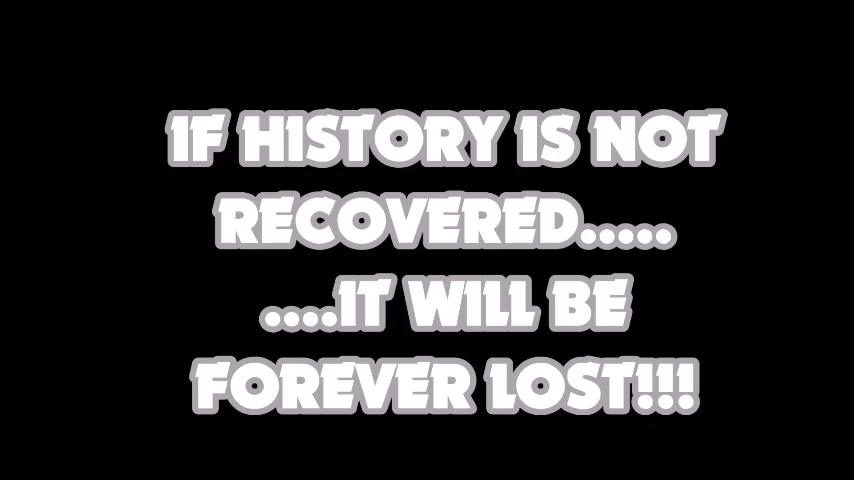 IF HISTORY IS NOT
RECOVERED.....
....IT WILL BE
FOREVER LOST!!!